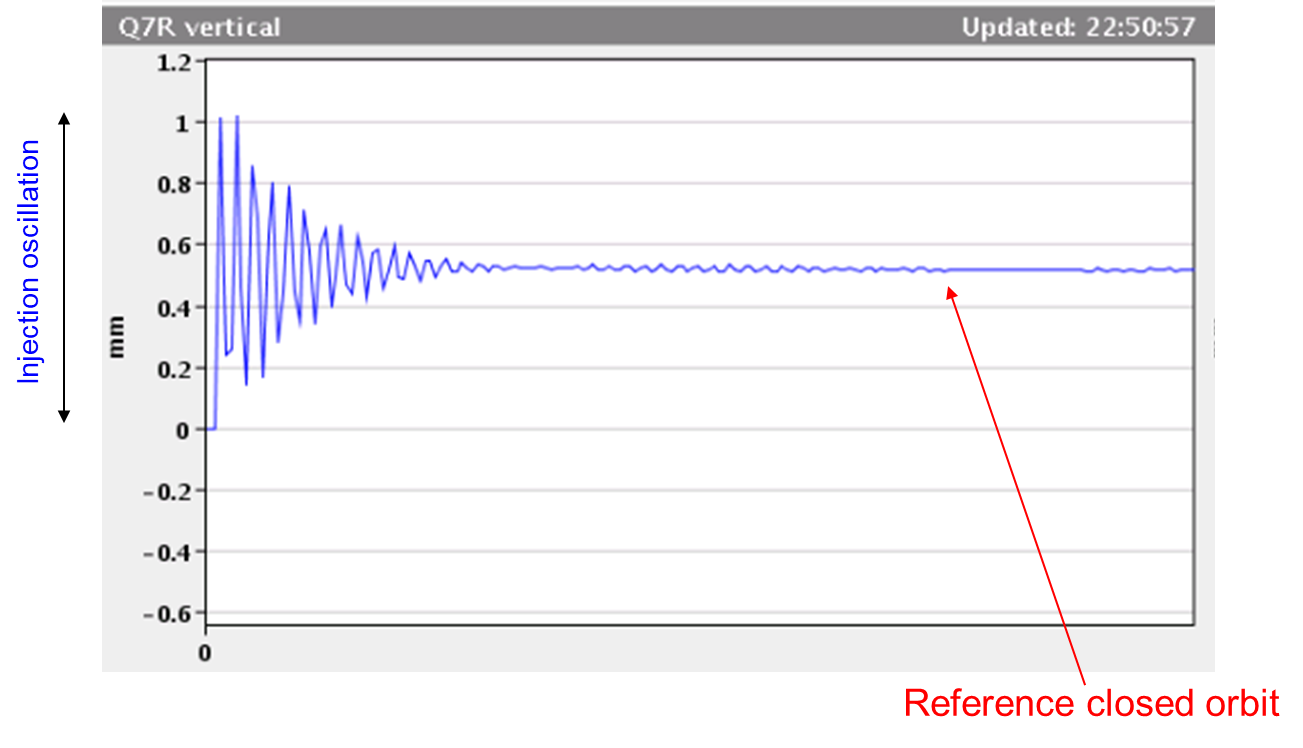 Q7R vertical
Updated: 22:50:57
1.2
1
0.8
0.6
0.4
0.2
0
-0.2
-0.4
-0.6
mm
0
Injection oscillation
Reference closed orbit